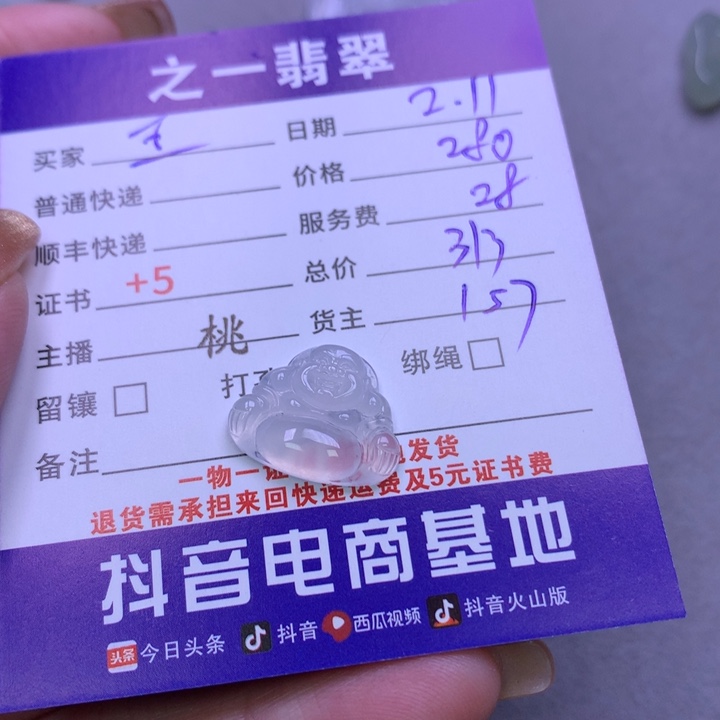 之一翡翠
买家 王 日期 2.11
普通快递 价格 280
顺丰快递 服务费 28
证书 +5 总价 313
主播 桃 货主 157
留镶 打 绑绳
备注
一物一证 发货
退货需承担来回快递运费及5元证书费
抖音电商基地
头条 今日头条 抖音 西瓜视频 抖音火山版